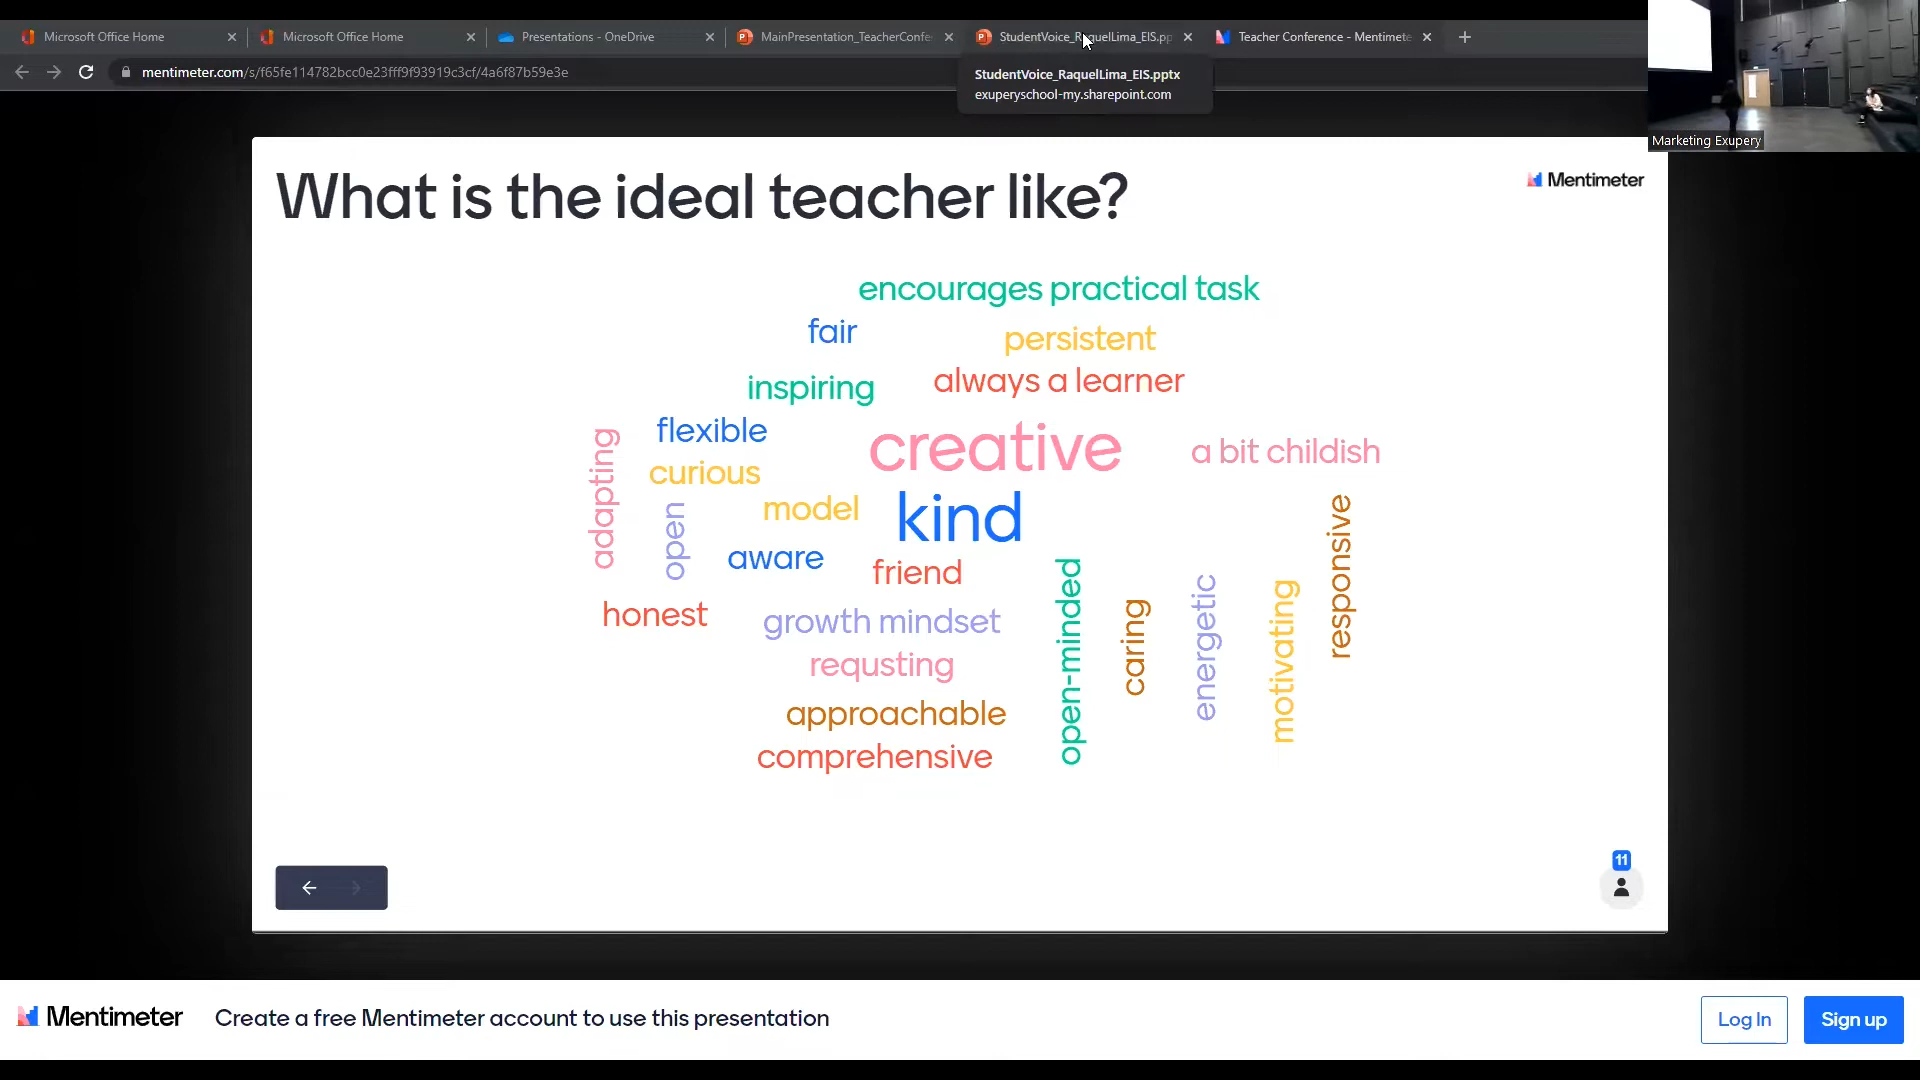 Microsoft Office Home
Microsoft Office Home
Presentations - OneDrive
MainPresentation_TeacherConfe
StudentVoice_RaquelLima_EIS.pp
Teacher Conference - Mentimete
mentimeter.com/s/f65fe114782bcc0e23fff9f93919c3cf/4a6f87b59e3e
StudentVoice_RaquelLima_EIS.pptx
exuperyschool-my.sharepoint.com
Marketing Exupery
What is the ideal teacher like?
Mentimeter
encourages practical task
fair
persistent
inspiring
always a learner
flexible
creative
a bit childish
adapting
curious
open
model
kind
responsive
aware
friend
honest
growth mindset
open-minded
caring
energetic
motivating
requsting
approachable
comprehensive
11
Mentimeter
Create a free Mentimeter account to use this presentation
Log In
Sign up